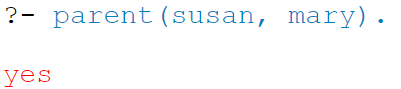 ?- parent(susan, mary).
yes